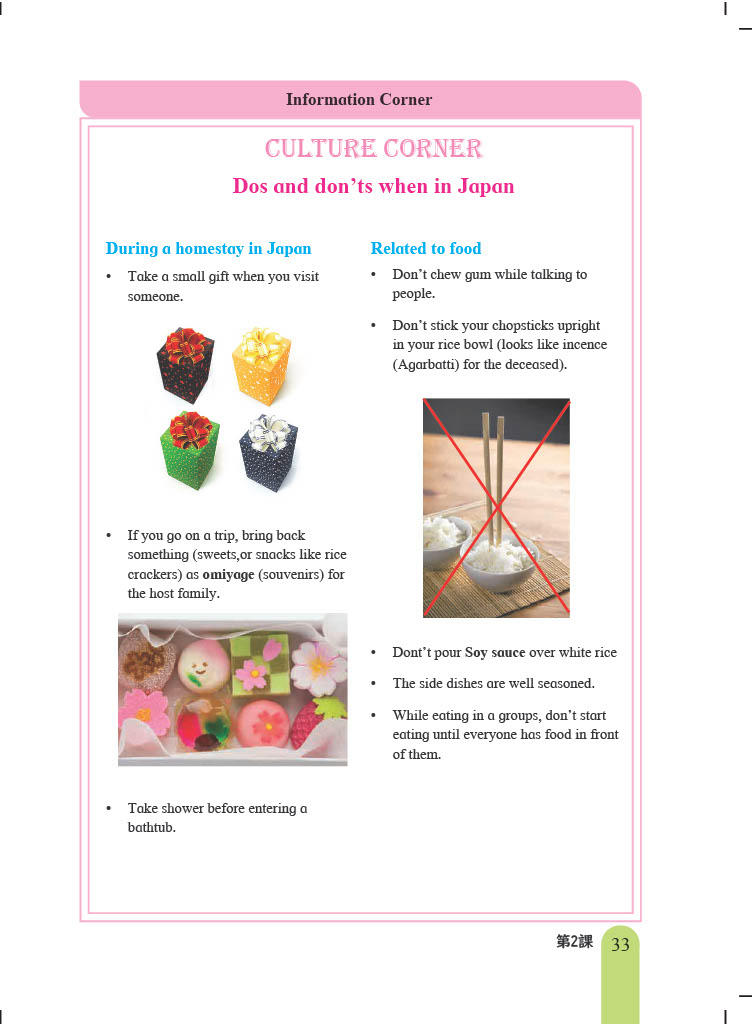 Information Corner
CULTURE CORNER
Dos and don'ts when in Japan
During a homestay in Japan
• Take a small gift when you visit
someone.
• If you go on a trip, bring back
something (sweets,or snacks like rice
crackers) as omiyage (souvenirs) for
the host family.
• Take shower before entering a
bathtub.
Related to food
• Don't chew gum while talking to
people.
• Don't stick your chopsticks upright
in your rice bowl (looks like incence
(Agarbatti) for the deceased).
• Dont't pour Soy sauce over white rice
• The side dishes are well seasoned.
• While eating in a groups, don't start
eating until everyone has food in front
of them.
第2課
33